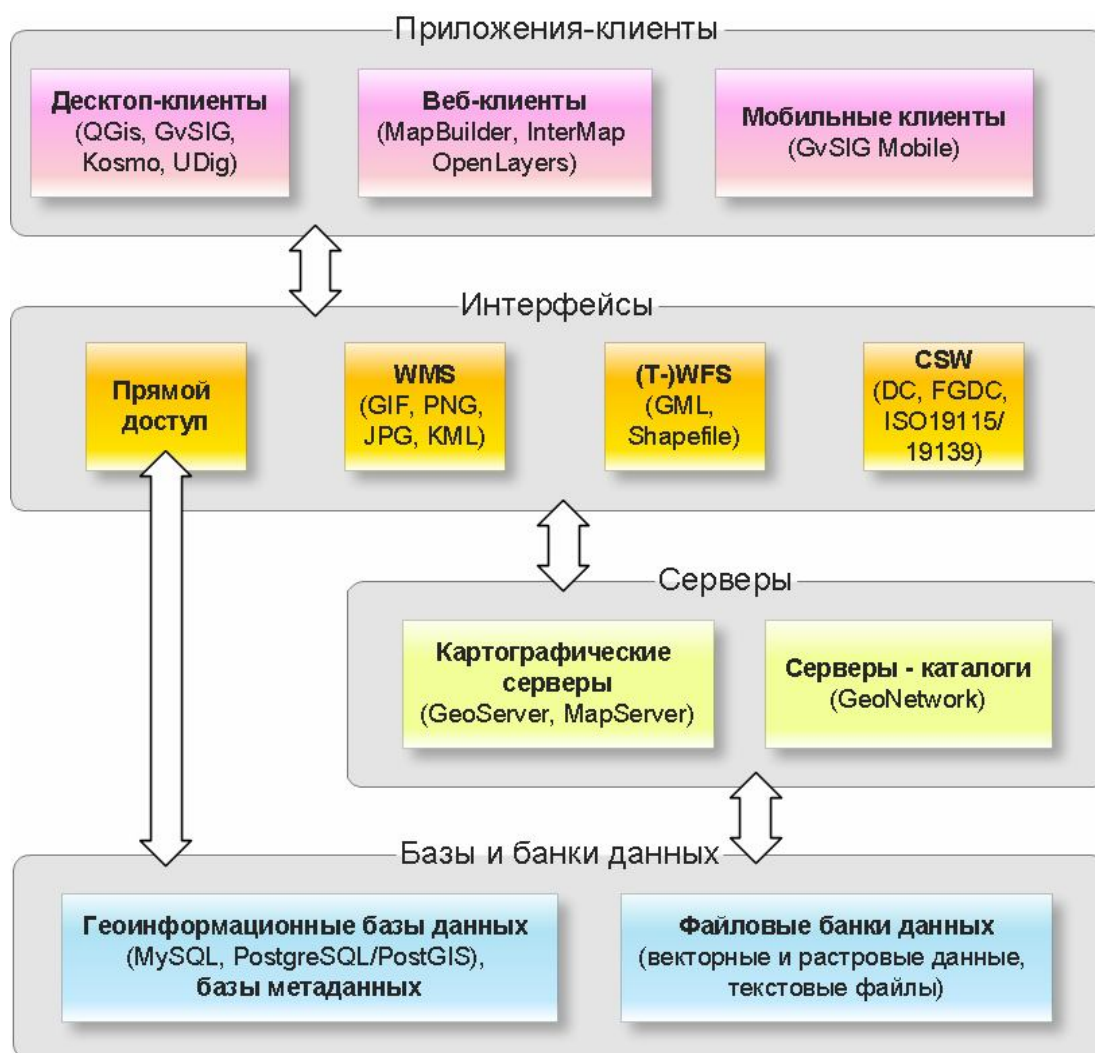 Приложения-клиенты
Десктоп-клиенты
(QGis, GvSIG,
Kosmo, UDig)
Веб-клиенты
(MapBuilder, InterMap
OpenLayers)
Мобильные клиенты
(GvSIG Mobile)
Интерфейсы
Прямой
доступ
WMS
(GIF, PNG,
JPG, KML)
(T-)WFS
(GML,
Shapefile)
CSW
(DC, FGDC,
ISO19115/
19139)
Серверы
Картографические
серверы
(GeoServer, MapServer)
Серверы - каталоги
(GeoNetwork)
Базы и банки данных
Геоинформационные базы данных
(MySQL, PostgreSQL/PostGIS),
базы метаданных
Файловые банки данных
(векторные и растровые данные,
текстовые файлы)